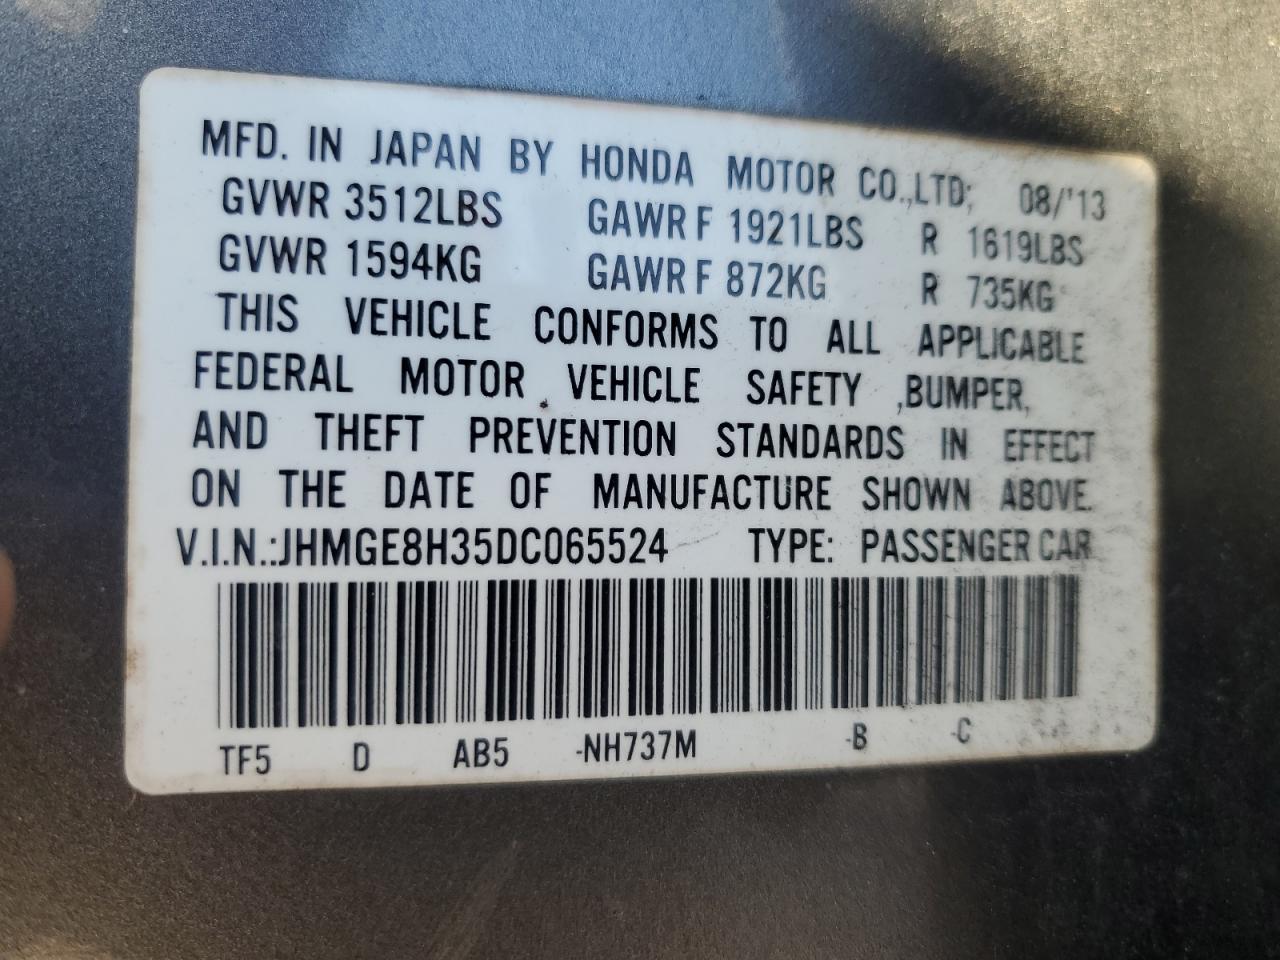 MFD. IN JAPAN BY HONDA MOTOR CO.,LTD; 08/'13
GVWR 3512LBS GAWR F 1921LBS R 1619LBS
GVWR 1594KG GAWR F 872KG R 735KG
THIS VEHICLE CONFORMS TO ALL APPLICABLE
FEDERAL MOTOR VEHICLE SAFETY ,BUMPER,
AND THEFT PREVENTION STANDARDS IN EFFECT
ON THE DATE OF MANUFACTURE SHOWN ABOVE.
V.I.N.:JHMGE8H35DC065524 TYPE: PASSENGER CAR
TF5 D AB5 -NH737M -B -C